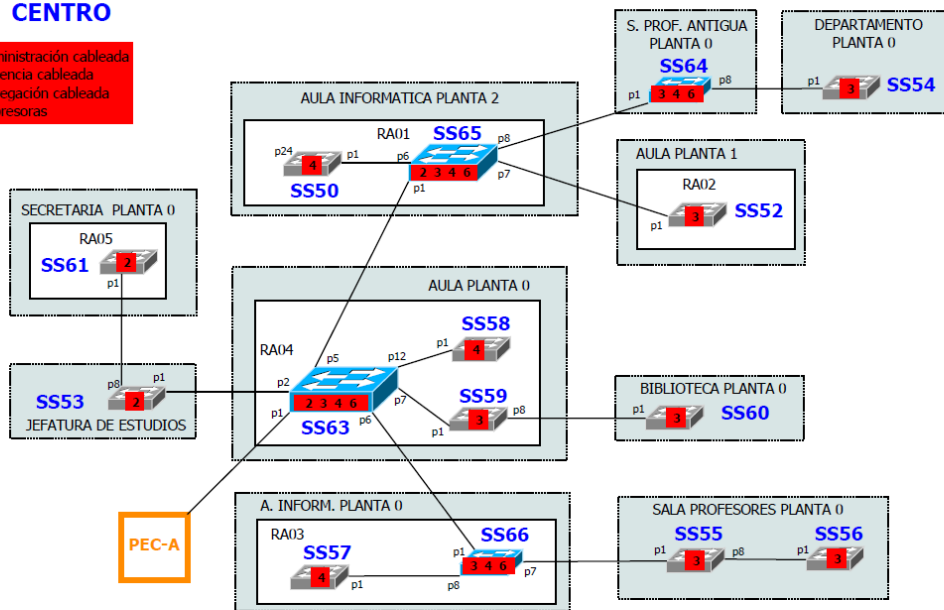 CENTRO
ministración cableada
encia cableada
egación cableada
resoras
S. PROF. ANTIGUA
PLANTA 0
SS64
p1
3 4 6
p8
DEPARTAMENTO
PLANTA 0
p1
3
SS54
AULA INFORMATICA PLANTA 2
RA01
SS65
p24
4
p1
SS50
p6
2 3 4 6
p8
p7
p1
AULA PLANTA 1
RA02
p1
3
SS52
SECRETARIA PLANTA 0
RA05
SS61
2
p1
AULA PLANTA 0
RA04
p5
p12
p2
p1
2 3 4 6
p7
p6
SS63
SS58
p1
4
SS59
p1
3
p8
BIBLIOTECA PLANTA 0
p1
3
SS60
p8
p1
SS53
2
JEFATURA DE ESTUDIOS
PEC-A
A. INFORM. PLANTA 0
RA03
SS57
4
p1
SS66
p1
3 4 6
p7
p8
SALA PROFESORES PLANTA 0
SS55
p1
3
p8
SS56
p1
3